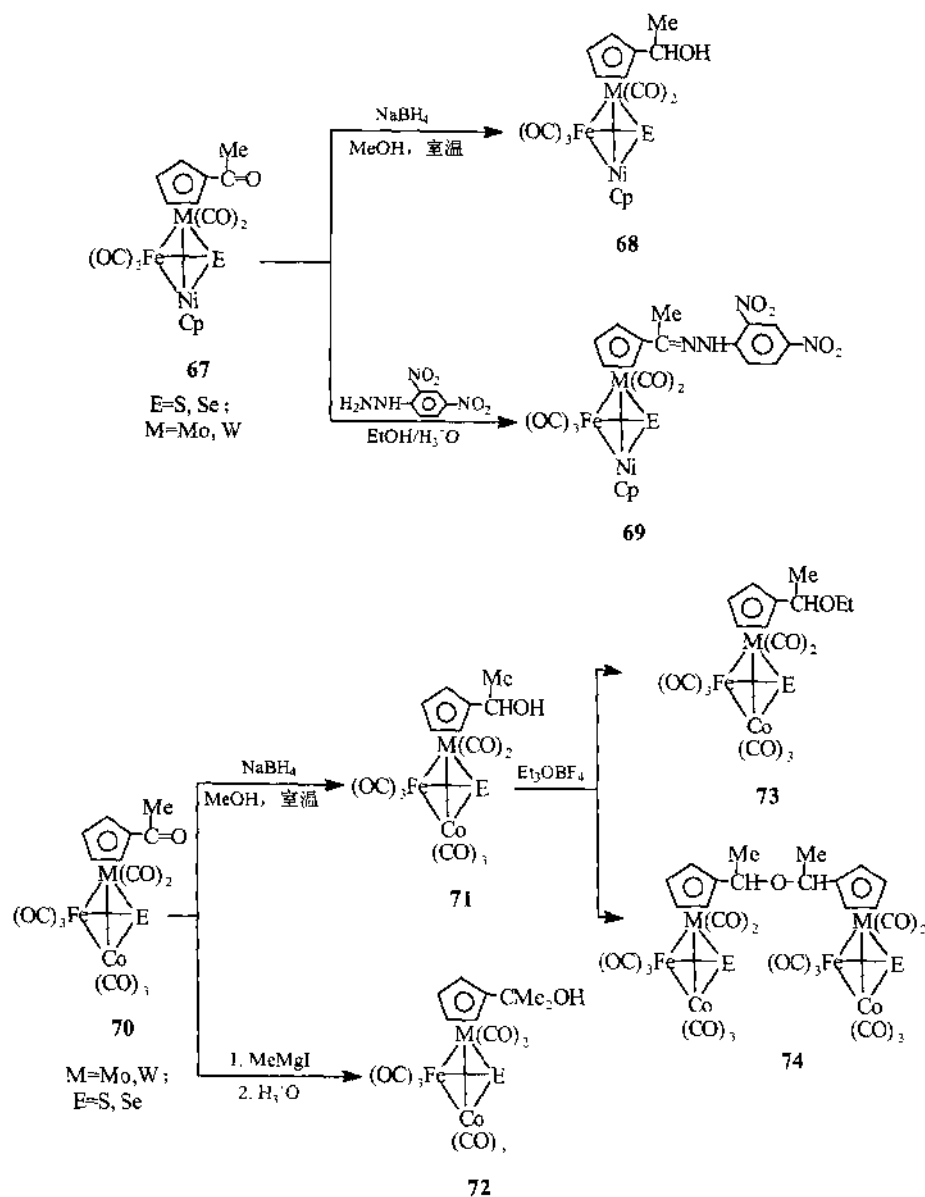 Me
CHOH
M(CO)₂
(OC)₃Fe E
Ni
Cp
68
NaBH₄
MeOH，室温
Me
C=O
M(CO)₂
(OC)₃Fe E
Ni
Cp
67
E=S, Se；
M=Mo, W
H₂NNH NO₂ NO₂
EtOH/H₃⁺O
Me
C=NNH NO₂ NO₂
M(CO)₂
(OC)₃Fe E
Ni
Cp
69
Me
C=O
M(CO)₂
(OC)₃Fe E
Co
(CO)₃
70
M=Mo,W；
E=S, Se
NaBH₄
MeOH，室温
Me
CHOH
M(CO)₂
(OC)₃Fe E
Co
(CO)₃
71
1. MeMgI
2. H₃⁺O
CMe₂OH
M(CO)₂
(OC)₃Fe E
Co
(CO)₃
72
Et₃OBF₄
Me
CHOEt
M(CO)₂
(OC)₃Fe E
Co
(CO)₃
73
Me Me
CH-O-CH
M(CO)₂ M(CO)₂
(OC)₃Fe E (OC)₃Fe E
Co Co
(CO)₃ (CO)₃
74